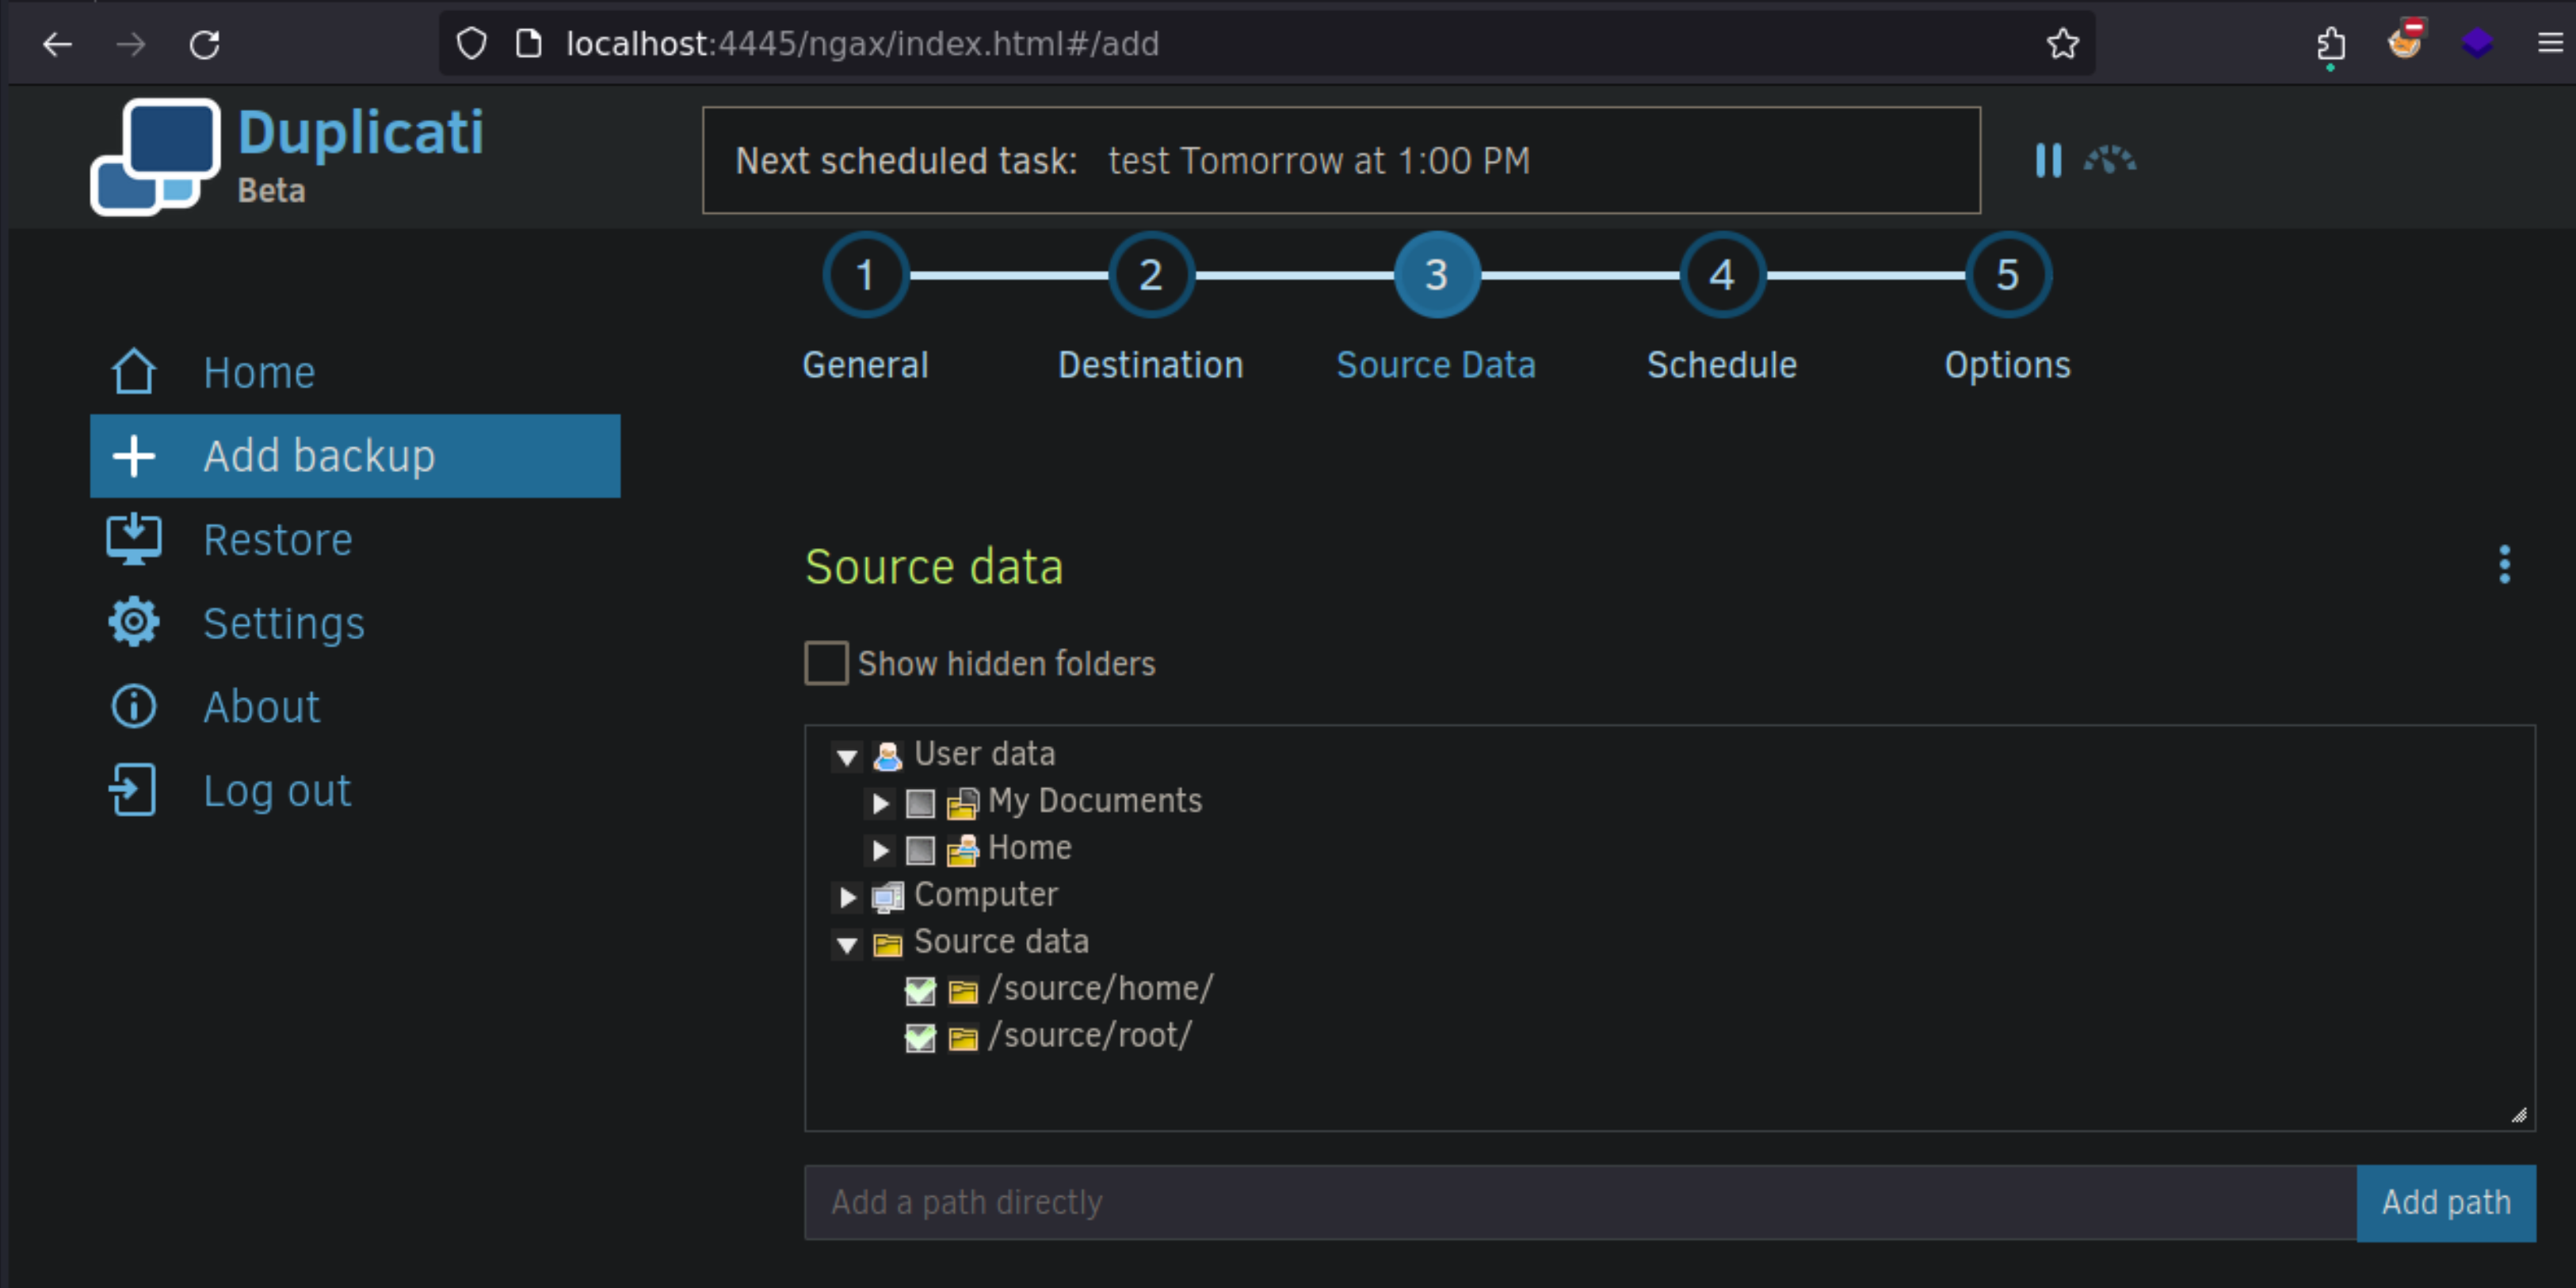 localhost:4445/ngax/index.html#/add
Duplicati
Beta
Next scheduled task: test Tomorrow at 1:00 PM
1 2 3 4 5
General Destination Source Data Schedule Options
Home
Add backup
Restore
Settings
About
Log out
Source data
Show hidden folders
User data
My Documents
Home
Computer
Source data
/source/home/
/source/root/
Add a path directly
Add path